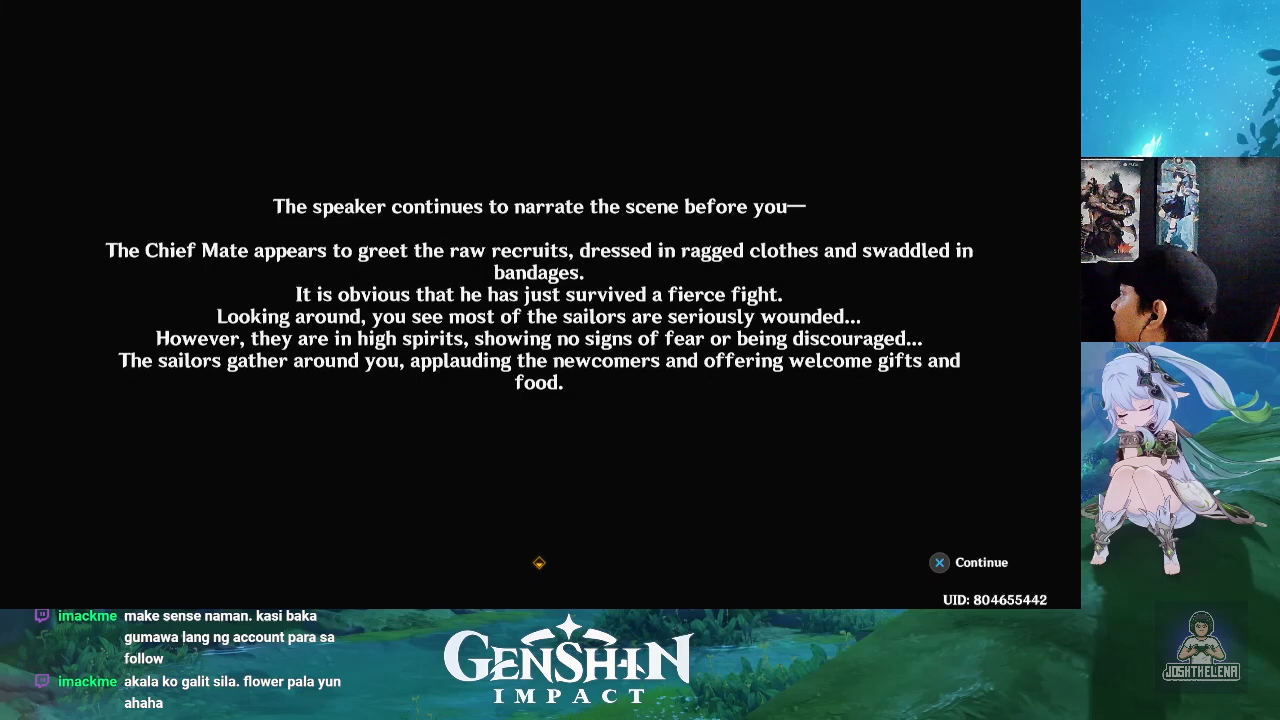 The speaker continues to narrate the scene before you—
The Chief Mate appears to greet the raw recruits, dressed in ragged clothes and swaddled in
bandages.
It is obvious that he has just survived a fierce fight.
Looking around, you see most of the sailors are seriously wounded...
However, they are in high spirits, showing no signs of fear or being discouraged...
The sailors gather around you, applauding the newcomers and offering welcome gifts and
food.
Continue
UID: 804655442
imackme make sense naman. kasi baka
gumawa lang ng account para sa
follow
imackme akala ko galit sila. flower pala yun
ahaha
GENSHIN
IMPACT
JOSHTHELENA